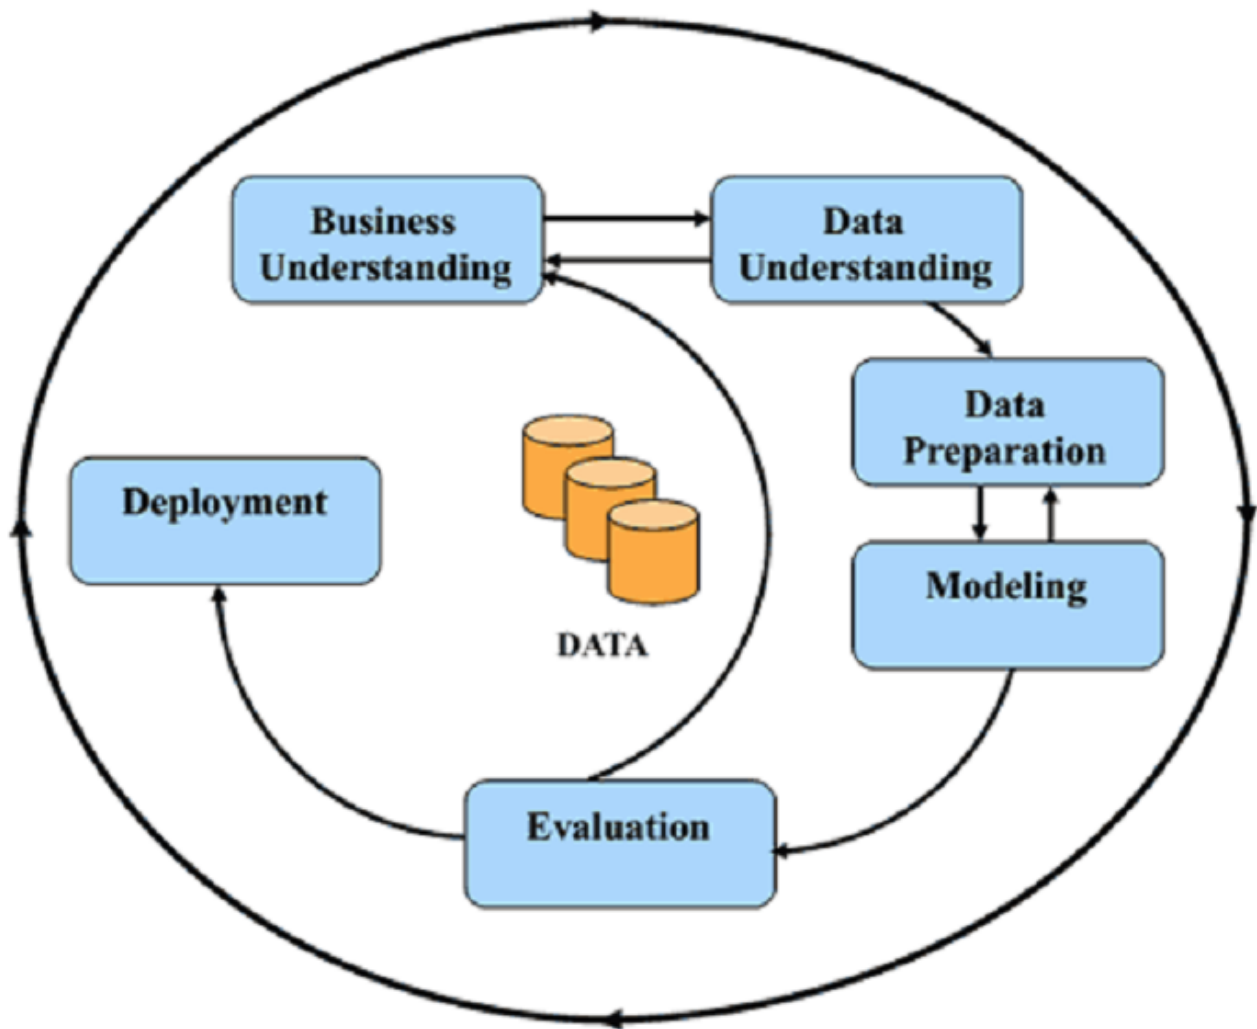 Business
Understanding
Data
Understanding
Data
Preparation
Deployment
Modeling
DATA
Evaluation